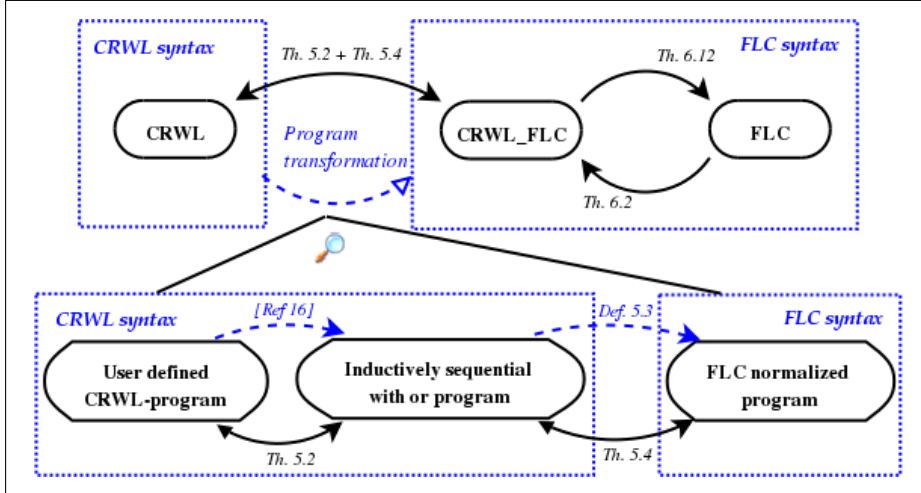 CRWL syntax
FLC syntax
Th. 5.2 + Th. 5.4
Th. 6.12
CRWL
CRWL_FLC
FLC
Program
transformation
Th. 6.2
CRWL syntax
[Ref 16]
Def. 5.3
FLC syntax
User defined
CRWL-program
Inductively sequential
with or program
FLC normalized
program
Th. 5.2
Th. 5.4